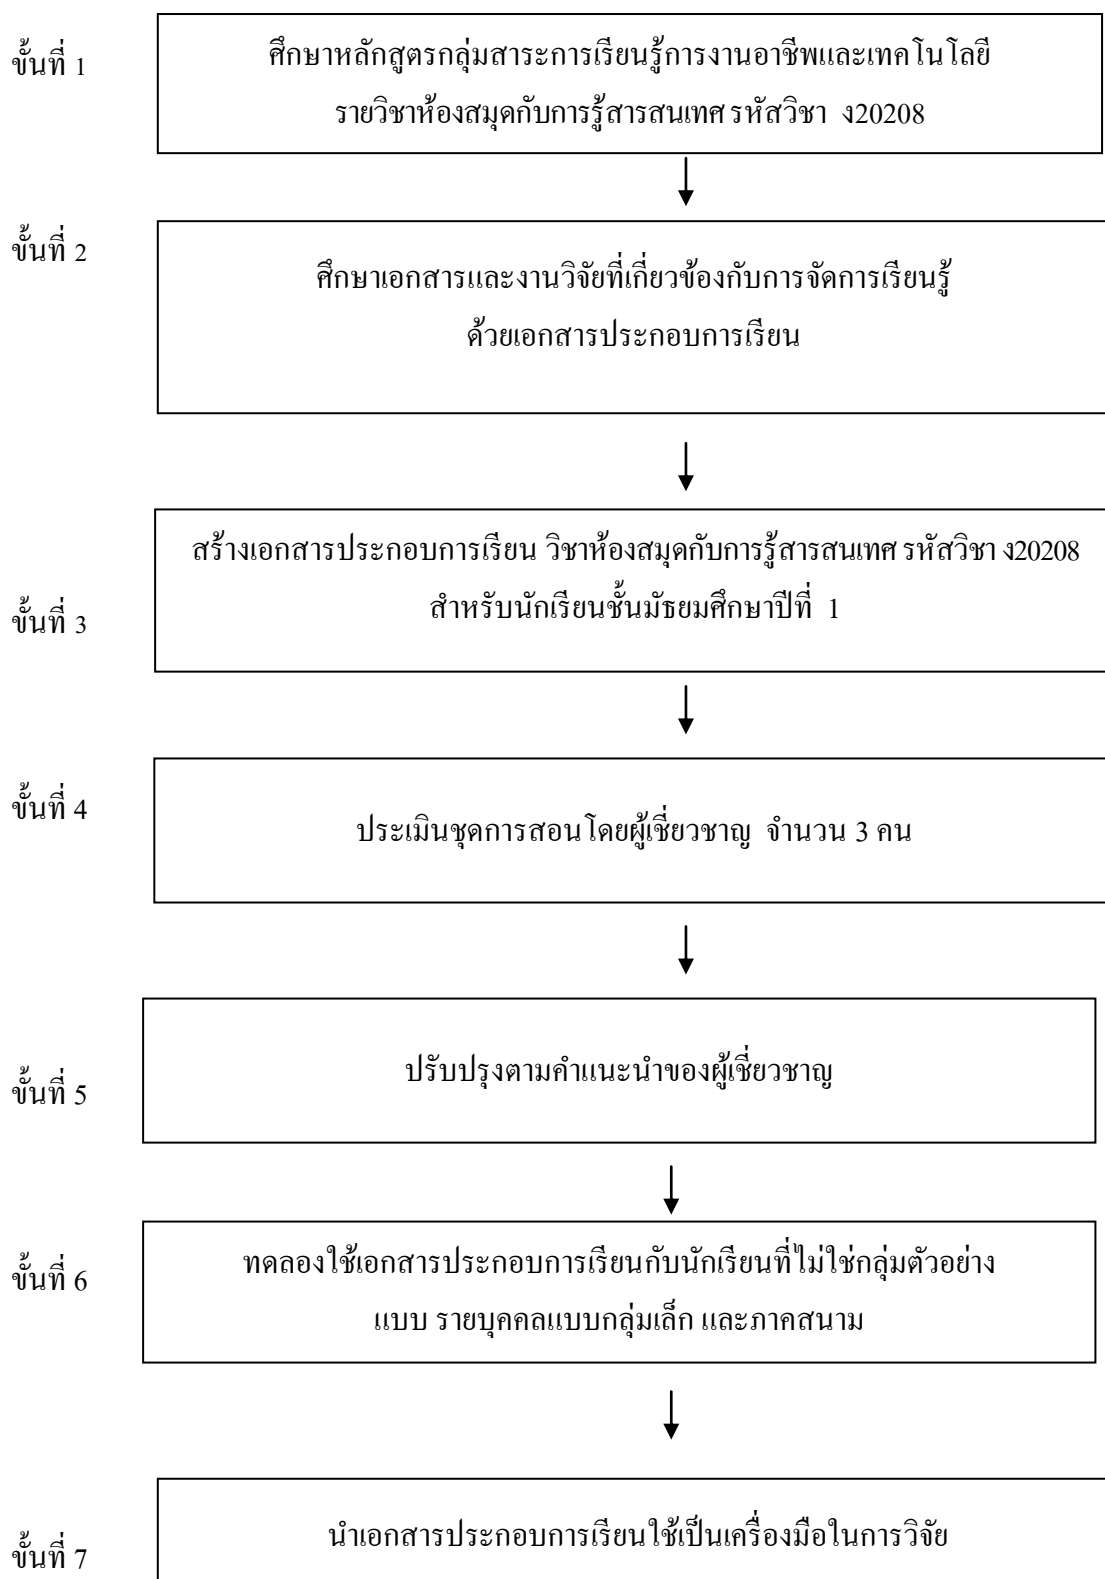 ขั้นที่ 1
ศึกษาหลักสูตรกลุ่มสาระการเรียนรู้การงานอาชีพและเทคโนโลยี
รายวิชาห้องสมุดกับการรู้สารสนเทศ รหัสวิชา ง20208
ขั้นที่ 2
ศึกษาเอกสารและงานวิจัยที่เกี่ยวข้องกับการจัดการเรียนรู้
ด้วยเอกสารประกอบการเรียน
ขั้นที่ 3
สร้างเอกสารประกอบการเรียน วิชาห้องสมุดกับการรู้สารสนเทศ รหัสวิชา ง20208
สำหรับนักเรียนชั้นมัธยมศึกษาปีที่ 1
ขั้นที่ 4
ประเมินชุดการสอนโดยผู้เชี่ยวชาญ จำนวน 3 คน
ขั้นที่ 5
ปรับปรุงตามคำแนะนำของผู้เชี่ยวชาญ
ขั้นที่ 6
ทดลองใช้เอกสารประกอบการเรียนกับนักเรียนที่ไม่ใช่กลุ่มตัวอย่าง
แบบ รายบุคคลแบบกลุ่มเล็ก และภาคสนาม
ขั้นที่ 7
นำเอกสารประกอบการเรียนใช้เป็นเครื่องมือในการวิจัย